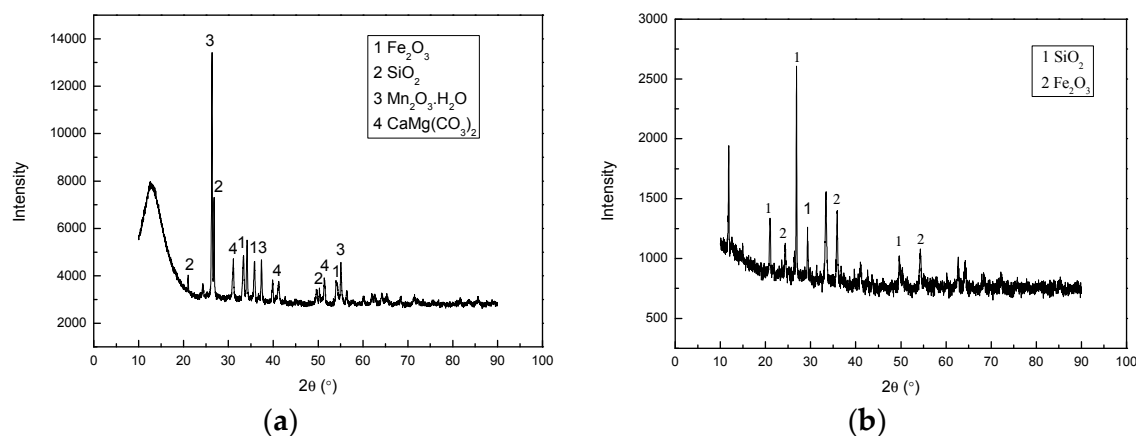 14000
12000
10000
8000
6000
4000
2000
Intensity
0 10 20 30 40 50 60 70 80 90 100
2θ (°)
1 Fe₂O₃
2 SiO₂
3 Mn₂O₃.H₂O
4 CaMg(CO₃)₂
3
2
2
4
1
1
3
4
2
4
1
3
(a)
3000
2500
2000
1500
1000
500
Intensity
0 10 20 30 40 50 60 70 80 90 100
2θ (°)
1 SiO₂
2 Fe₂O₃
1
1
2
1
2
1
2
(b)